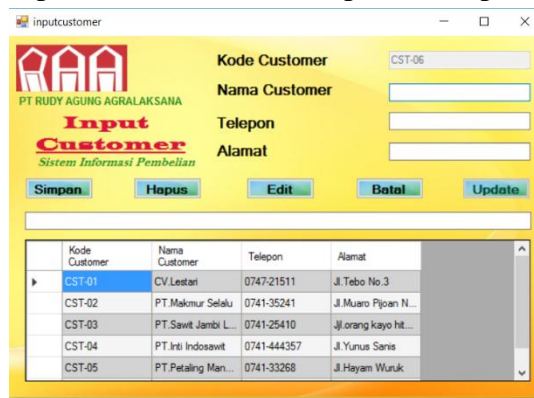 inputcustomer
RAA
PT RUDY AGUNG AGRALAKSANA
Input
Customer
Sistem Informasi Pembelian
Kode Customer CST-06
Nama Customer
Telepon
Alamat
Simpan Hapus Edit Batal Update
Kode Customer Nama Customer Telepon Alamat
CST-01 CV.Lestari 0747-21511 Jl.Tebo No.3
CST-02 PT.Makmur Selalu 0741-35241 Jl.Muaro Pijoan N...
CST-03 PT.Sawit Jambi L... 0741-25410 Jjl.orang kayo hit...
CST-04 PT.Inti Indosawit 0741-444357 Jl.Yunus Sanis
CST-05 PT.Petaling Man... 0741-33268 Jl.Hayam Wuruk